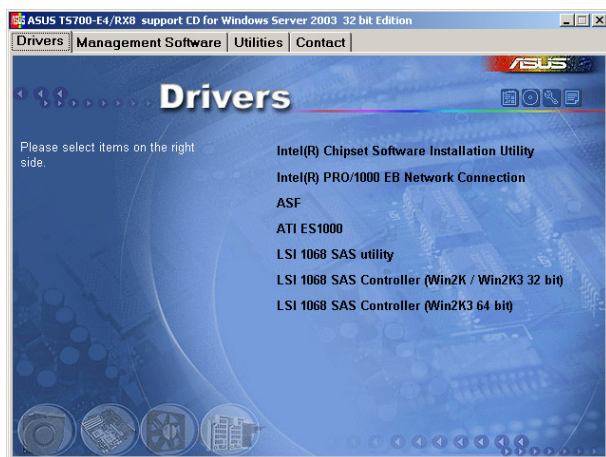 ASUS TS700-E4/RX8 support CD for Windows Server 2003 32 bit Edition
Drivers Management Software Utilities Contact
ASUS
Drivers
Please select items on the right
side.
Intel(R) Chipset Software Installation Utility
Intel(R) PRO/1000 EB Network Connection
ASF
ATI ES1000
LSI 1068 SAS utility
LSI 1068 SAS Controller (Win2K / Win2K3 32 bit)
LSI 1068 SAS Controller (Win2K3 64 bit)